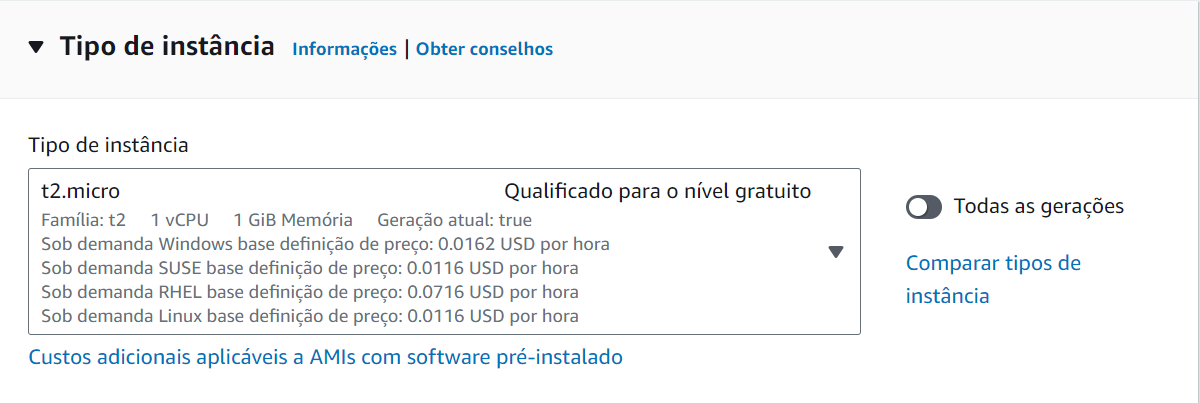 Tipo de instância Informações | Obter conselhos
Tipo de instância
t2.micro Qualificado para o nível gratuito
Família: t2 1 vCPU 1 GiB Memória Geração atual: true
Sob demanda Windows base definição de preço: 0.0162 USD por hora
Sob demanda SUSE base definição de preço: 0.0116 USD por hora
Sob demanda RHEL base definição de preço: 0.0716 USD por hora
Sob demanda Linux base definição de preço: 0.0116 USD por hora
Todas as gerações
Comparar tipos de
instância
Custos adicionais aplicáveis a AMIs com software pré-instalado